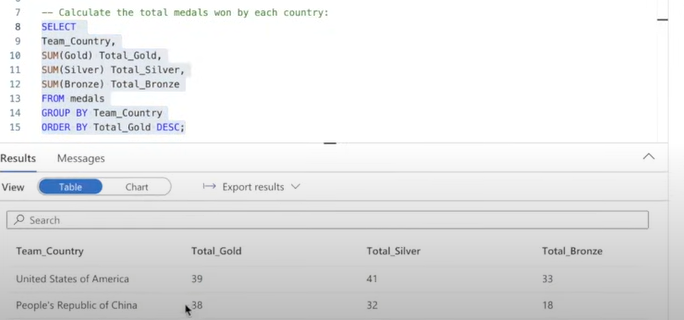 7 -- Calculate the total medals won by each country:
8 SELECT
9 Team_Country,
10 SUM(Gold) Total_Gold,
11 SUM(Silver) Total_Silver,
12 SUM(Bronze) Total_Bronze
13 FROM medals
14 GROUP BY Team_Country
15 ORDER BY Total_Gold DESC;
Results Messages
View Table Chart Export results
Search
Team_Country Total_Gold Total_Silver Total_Bronze
United States of America 39 41 33
People's Republic of China 38 32 18